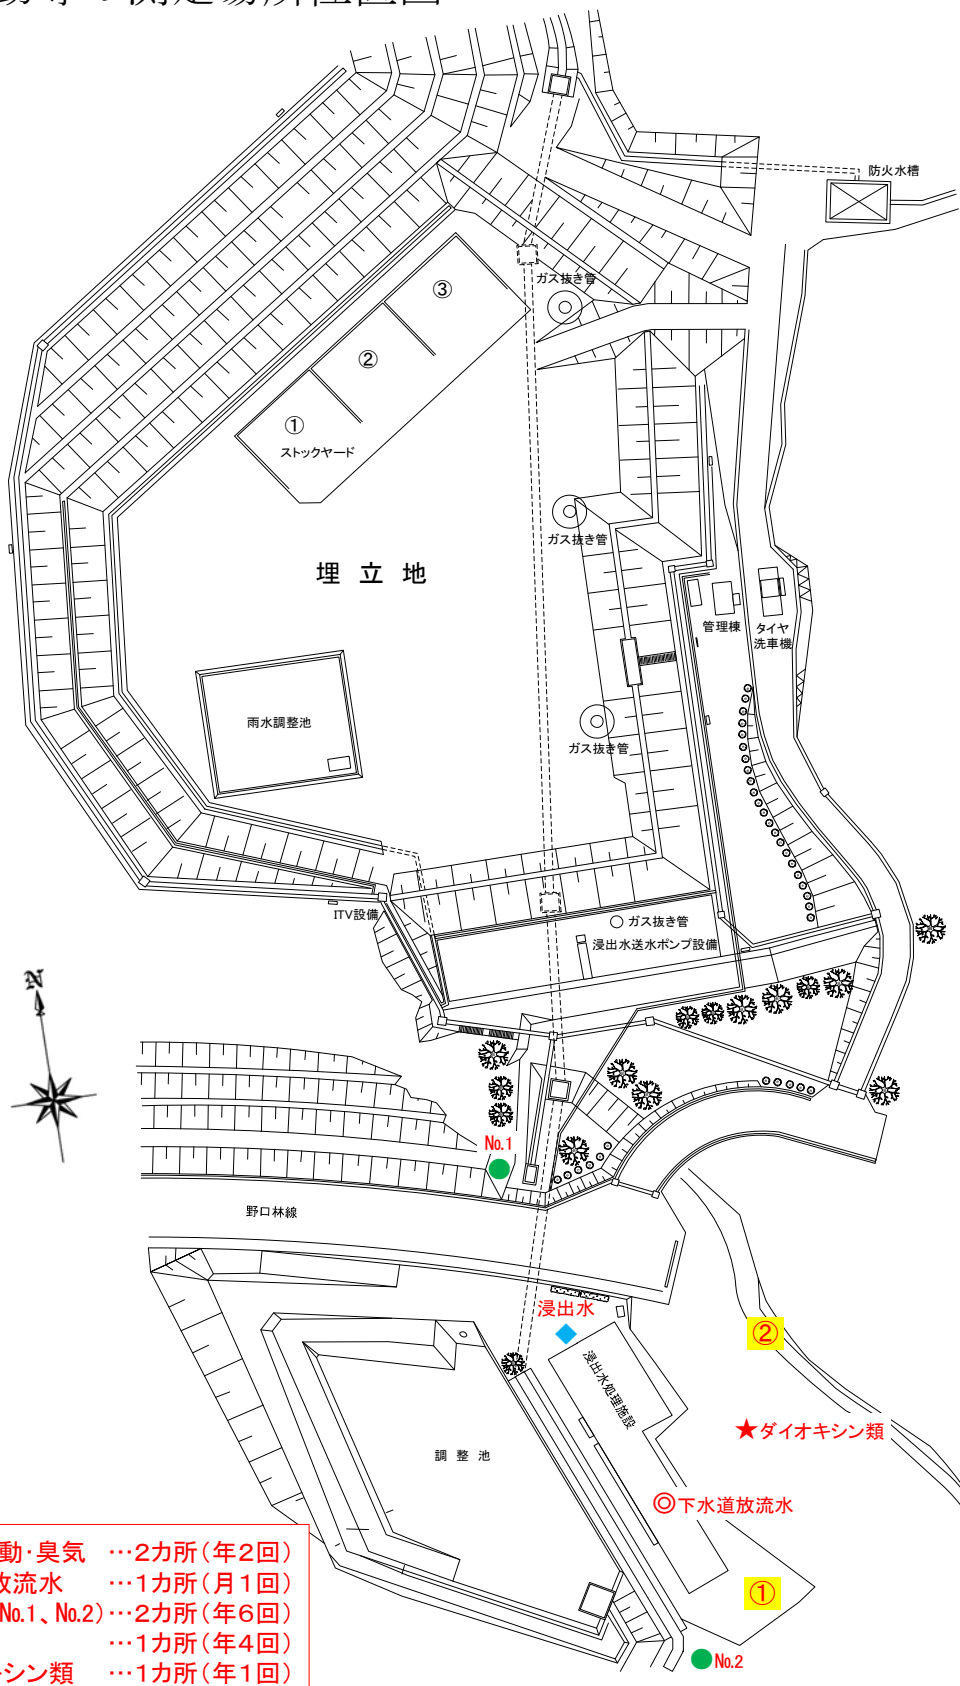 測定場所位置図
防火水槽
ガス抜き管
③
②
①
ストックヤード
ガス抜き管
埋 立 地
管理棟
タイヤ
洗車機
雨水調整池
ガス抜き管
ITV設備
ガス抜き管
浸出水送水ポンプ設備
N
No.1
野口林線
浸出水
②
浸出水処理施設
★ダイオキシン類
調 整 池
◎下水道放流水
動・臭気 …2カ所(年2回)
放流水 …1カ所(月1回)
No.1、No.2)…2カ所(年6回)
…1カ所(年4回)
シン類 …1カ所(年1回)
①
No.2